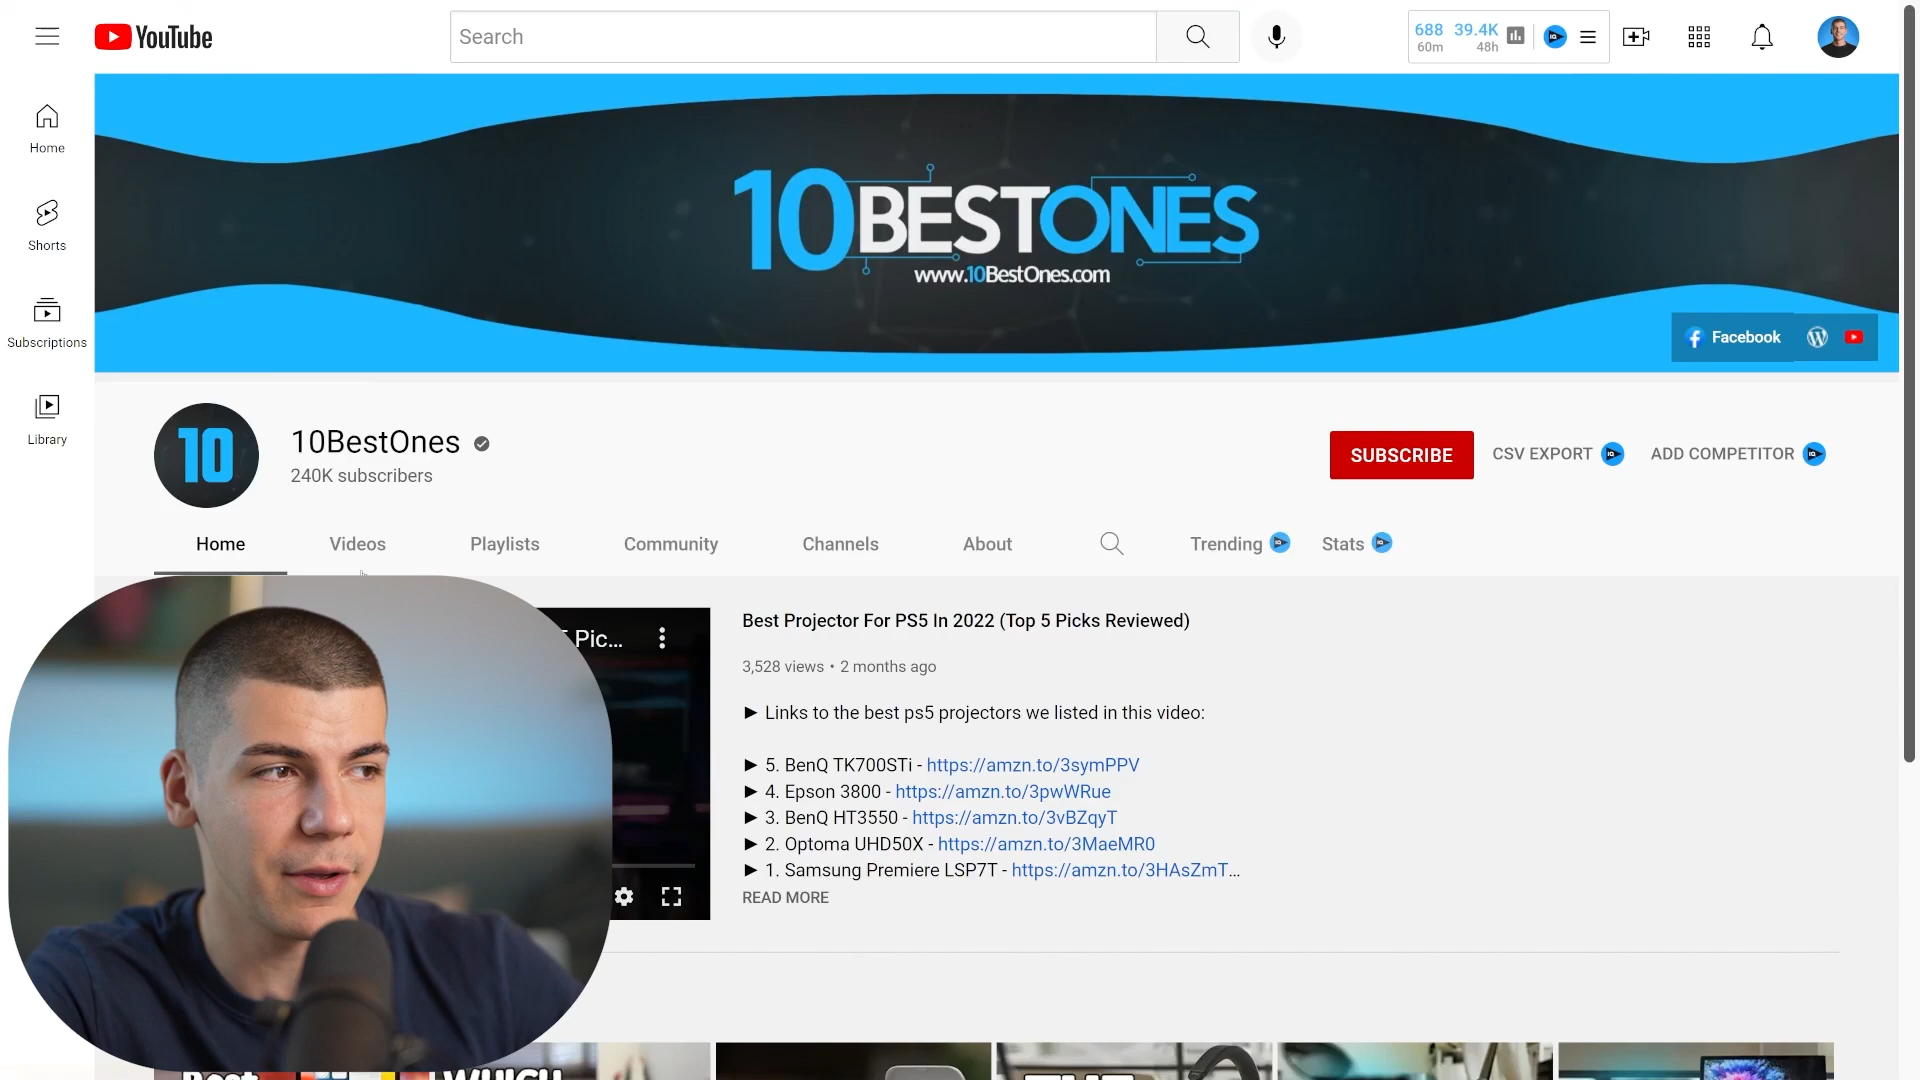 YouTube
Search
688 39.4K
60m 48h
Home
Shorts
Subscriptions
Library
10BESTONES
www.10BestOnes.com
Facebook
10
10BestOnes
240K subscribers
SUBSCRIBE
CSV EXPORT
ADD COMPETITOR
Home Videos Playlists Community Channels About Trending Stats
5 Pic...
Best Projector For PS5 In 2022 (Top 5 Picks Reviewed)
3,528 views • 2 months ago
► Links to the best ps5 projectors we listed in this video:
► 5. BenQ TK700STi - https://amzn.to/3symPPV
► 4. Epson 3800 - https://amzn.to/3pwWRue
► 3. BenQ HT3550 - https://amzn.to/3vBZqyT
► 2. Optoma UHD50X - https://amzn.to/3MaeMR0
► 1. Samsung Premiere LSP7T - https://amzn.to/3HAsZmT...
READ MORE
WHICH
THE